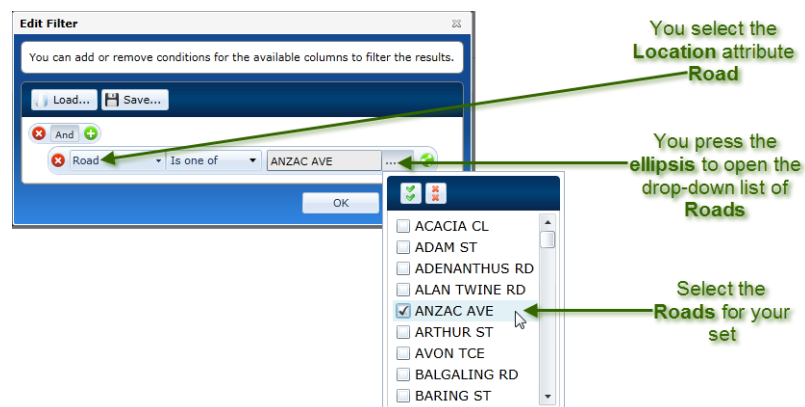 Edit Filter
You can add or remove conditions for the available columns to filter the results.
Load... Save...
And
Road Is one of ANZAC AVE ...
OK
ACACIA CL
ADAM ST
ADENANTHUS RD
ALAN TWINE RD
ANZAC AVE
ARTHUR ST
AVON TCE
BALGALING RD
BARING ST
You select the
Location attribute
Road
You press the
ellipsis to open the
drop-down list of
Roads
Select the
Roads for your
set